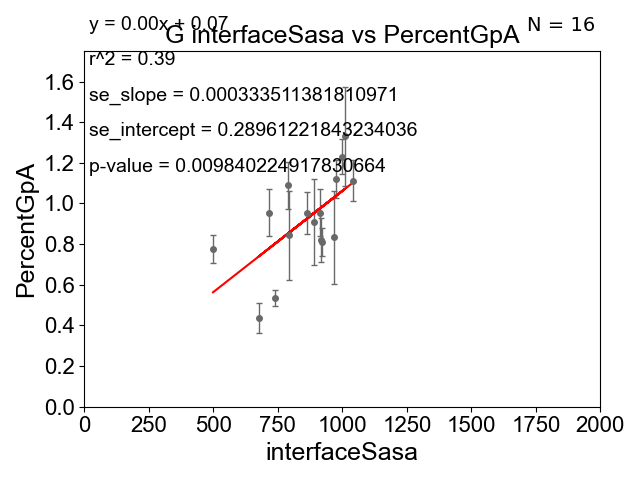 y = 0.00x + 0.07
N = 16
G interfaceSasa vs PercentGpA
r^2 = 0.39
se_slope = 0.000333511381810971
se_intercept = 0.28961221843234036
p-value = 0.009840224917830664
PercentGpA
1.6
1.4
1.2
1.0
0.8
0.6
0.4
0.2
0.0
0 250 500 750 1000 1250 1500 1750 2000
interfaceSasa